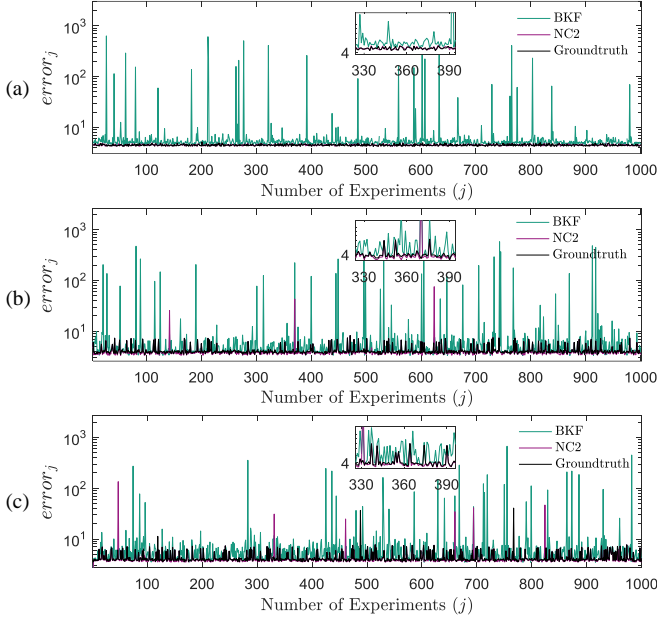 (a)
error_j
10^3
10^2
10^1
BKF
NC2
Groundtruth
4
330 360 390
100 200 300 400 500 600 700 800 900 1000
Number of Experiments (j)
(b)
error_j
10^3
10^2
10^1
BKF
NC2
Groundtruth
4
330 360 390
100 200 300 400 500 600 700 800 900 1000
Number of Experiments (j)
(c)
error_j
10^3
10^2
10^1
BKF
NC2
Groundtruth
4
330 360 390
100 200 300 400 500 600 700 800 900 1000
Number of Experiments (j)